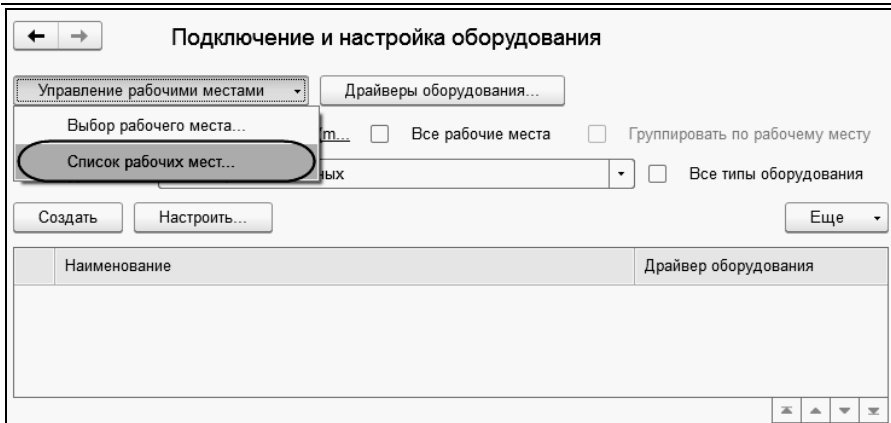 Подключение и настройка оборудования
Управление рабочими местами Драйверы оборудования...
Выбор рабочего места... (m... Все рабочие места Группировать по рабочему месту
Список рабочих мест... ных Все типы оборудования
Создать Настроить... Еще
Наименование Драйвер оборудования